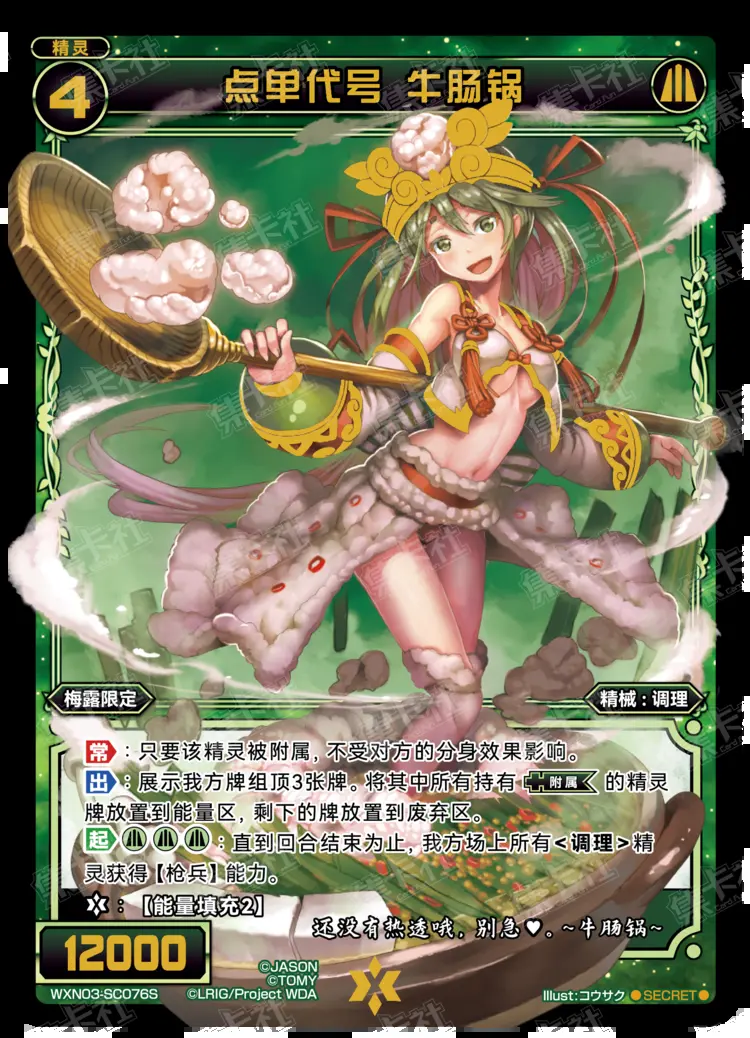 精灵
4
点单代号 牛肠锅
梅露限定
精械：调理
常：只要该精灵被附属，不受对方的分身效果影响。
出：展示我方牌组顶3张牌。将其中所有持有 附属 的精灵
牌放置到能量区，剩下的牌放置到废弃区。
起 ：直到回合结束为止，我方场上所有<调理>精
灵获得【枪兵】能力。
：【能量填充2】
还没有热透哦，别急♥。~牛肠锅~
12000
©JASON
©TOMY
WXN03-SC076S ©LRIG/Project WDA
Illust:コウサク ●SECRET●
集卡社